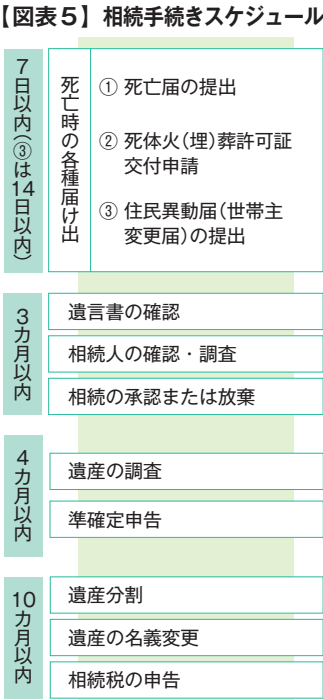 【図表5】相続手続きスケジュール
7日以内(③は14日以内)
死亡時の各種届け出
① 死亡届の提出
② 死体火(埋)葬許可証
交付申請
③ 住民異動届(世帯主
変更届)の提出
3カ月以内
遺言書の確認
相続人の確認・調査
相続の承認または放棄
4カ月以内
遺産の調査
準確定申告
10カ月以内
遺産分割
遺産の名義変更
相続税の申告